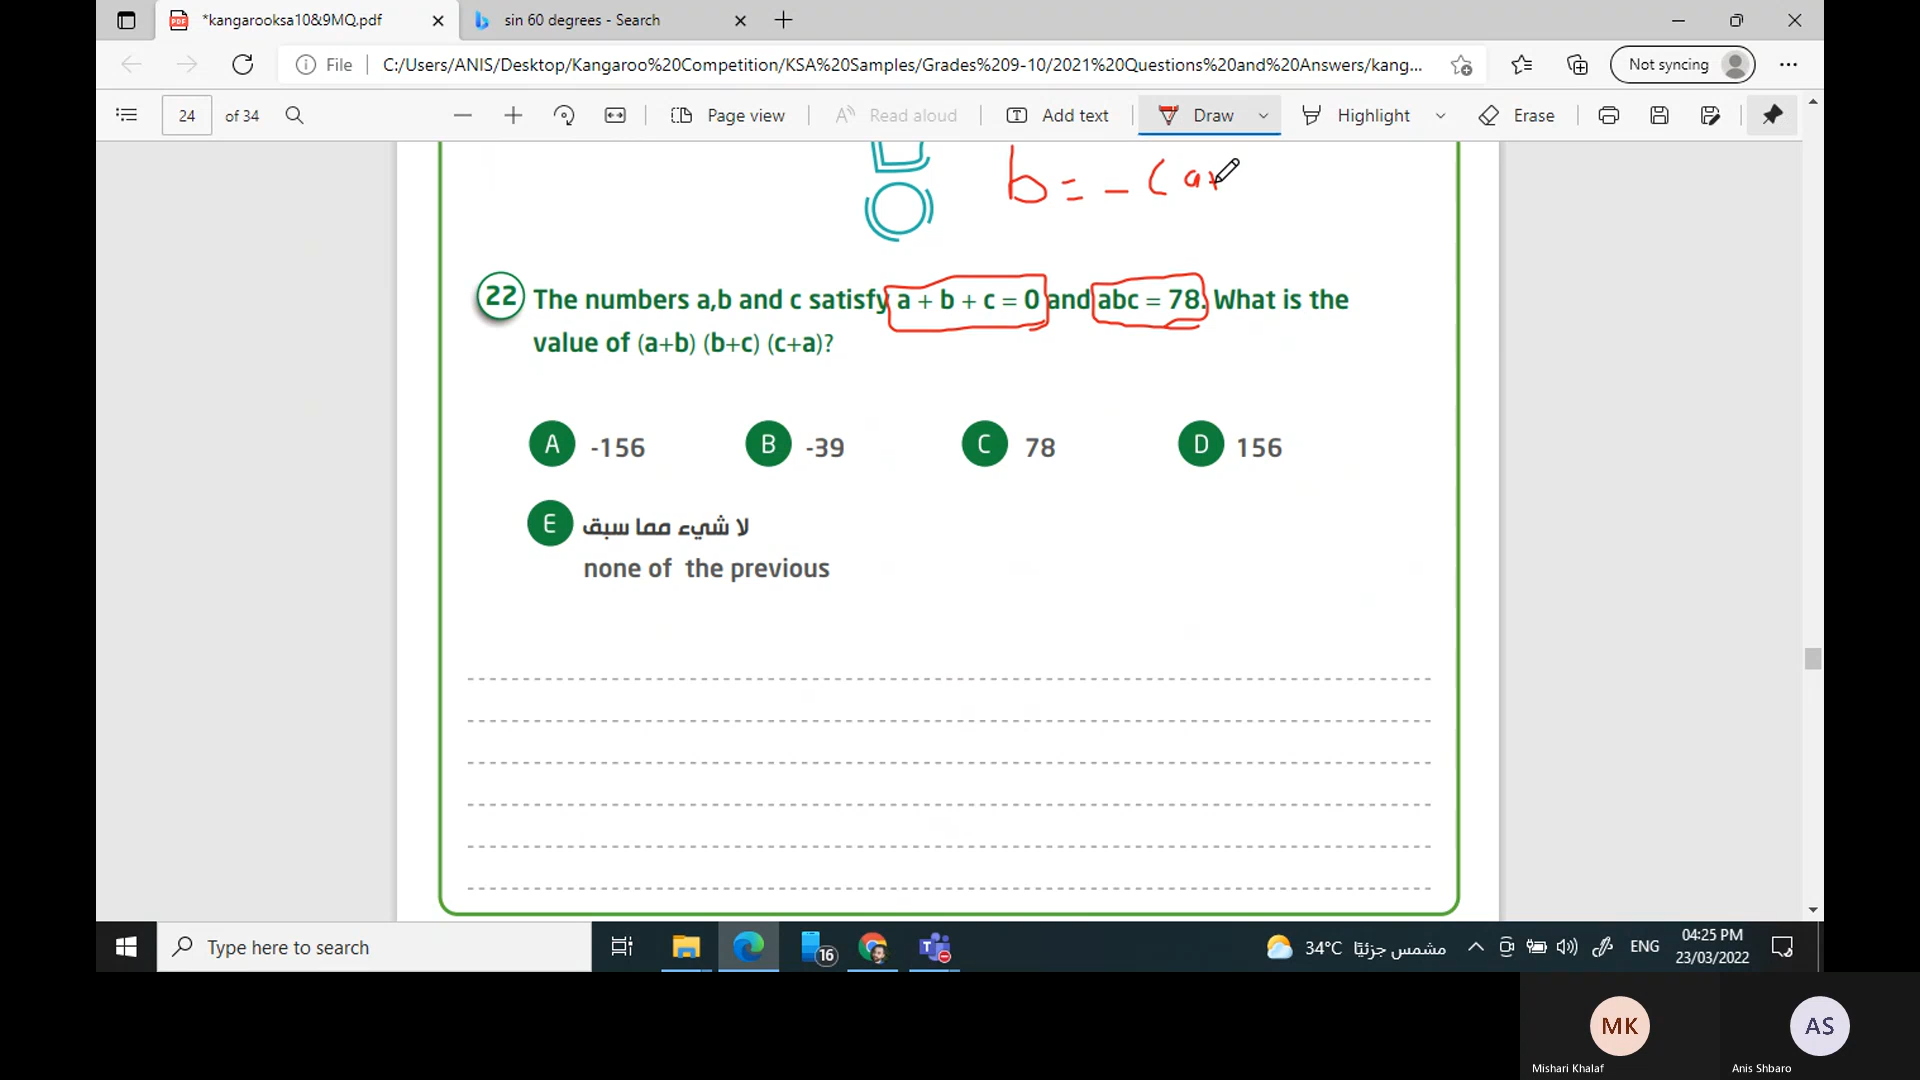 *kangarooksa10&9MQ.pdf
sin 60 degrees - Search
File
C:/Users/ANIS/Desktop/Kangaroo%20Competition/KSA%20Samples/Grades%209-10/2021%20Questions%20and%20Answers/kang...
Not syncing
24 of 34
Page view
Read aloud
Add text
Draw
Highlight
Erase
b = - ( a+
22 The numbers a,b and c satisfy a + b + c = 0 and abc = 78. What is the
value of (a+b) (b+c) (c+a)?
A -156 B -39 C 78 D 156
E لا شيء مما سبق
none of the previous
Type here to search
16
34°C مشمس جزئيًا
ENG
04:25 PM
23/03/2022
MK AS
Mishari Khalaf Anis Shbaro